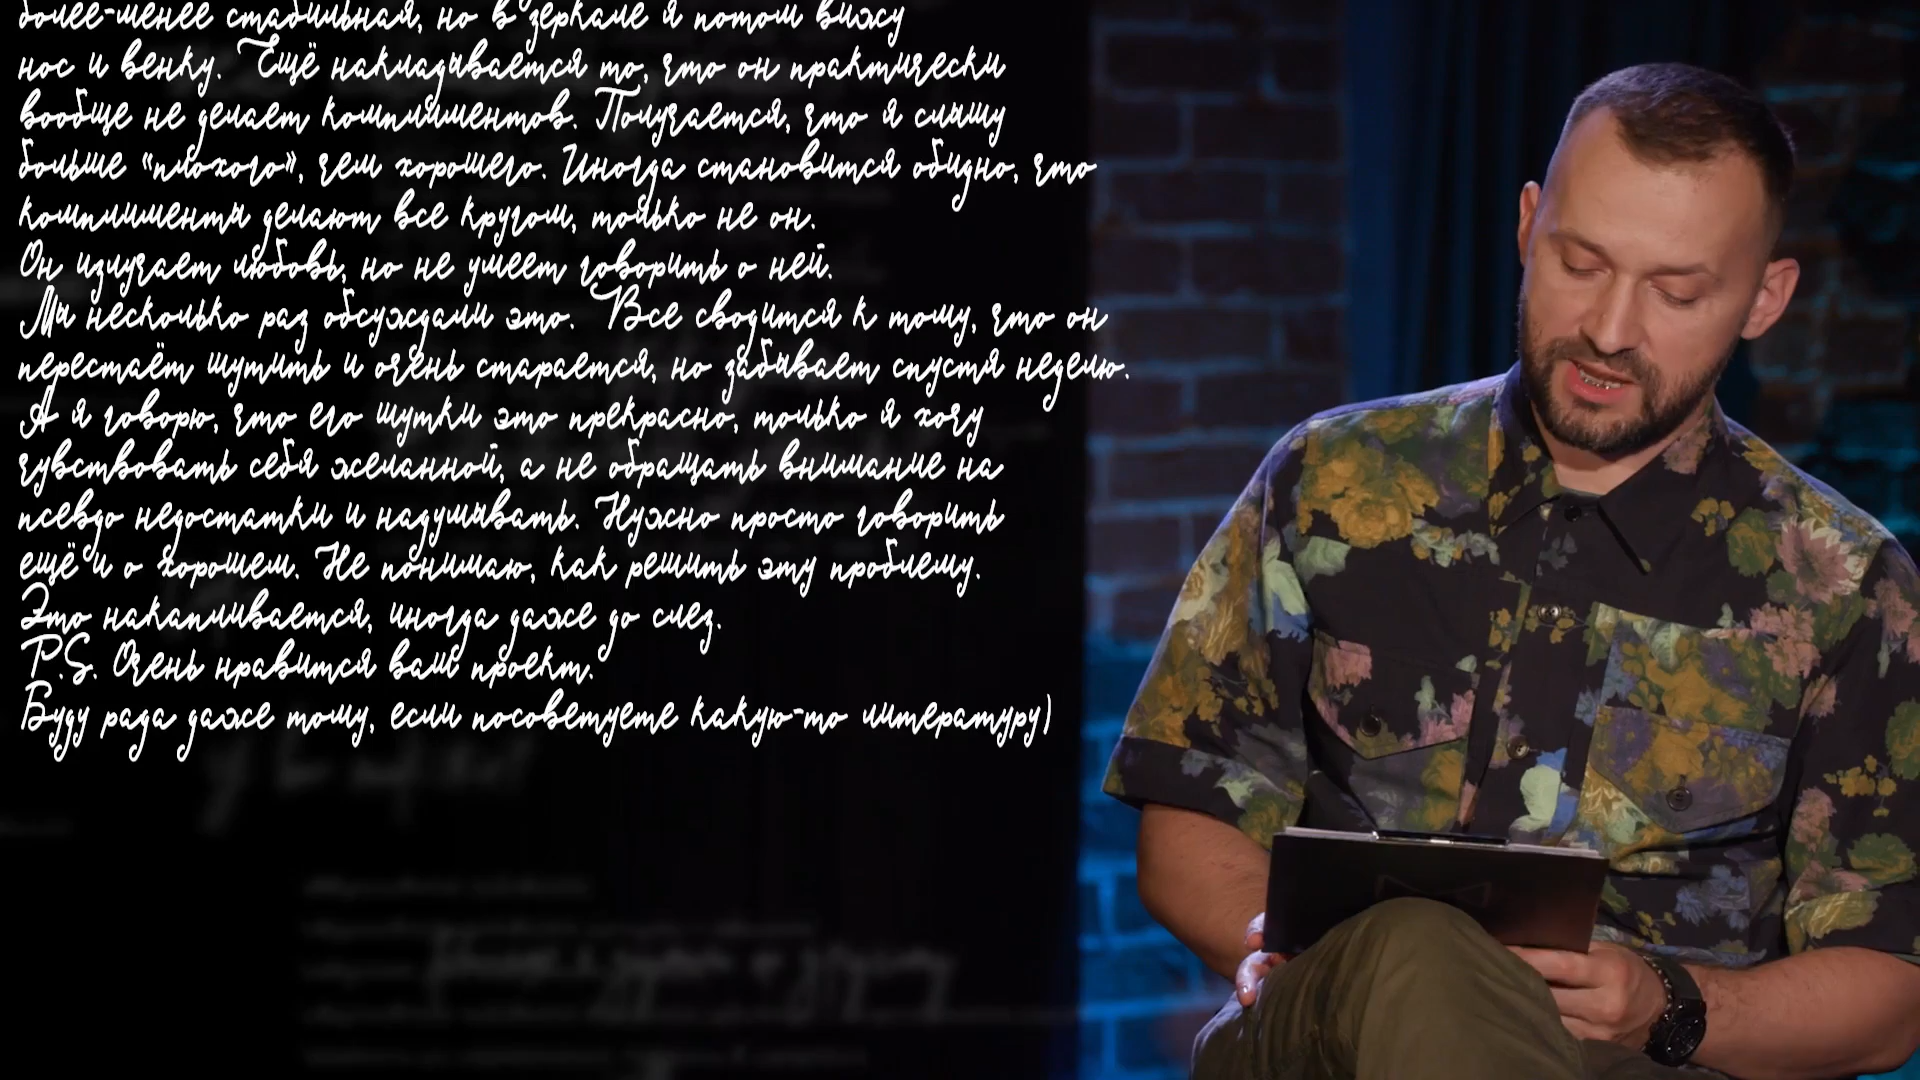 более-менее стабильная, но в зеркале я потом вижу
нос и венку. Ещё накладывается то, что он практически
вообще не делает комплиментов. Получается, что я слышу
больше «плохого», чем хорошего. Иногда становится обидно, что
комплименты делают все кругом, только не он.
Он излучает любовь, но не умеет говорить о ней.
Мы несколько раз обсуждали это. Все сводится к тому, что он
перестаёт шутить и очень старается, но забывает спустя неделю.
А я говорю, что его шутки это прекрасно, только я хочу
чувствовать себя желанной, а не обращать внимание на
псевдо недостатки и надумывать. Нужно просто говорить
ещё и о хорошем. Не понимаю, как решить эту проблему.
Это накапливается, иногда даже до слез.
P.S. Очень нравится ваш проект.
Буду рада даже тому, если посоветуете какую-то литературу)